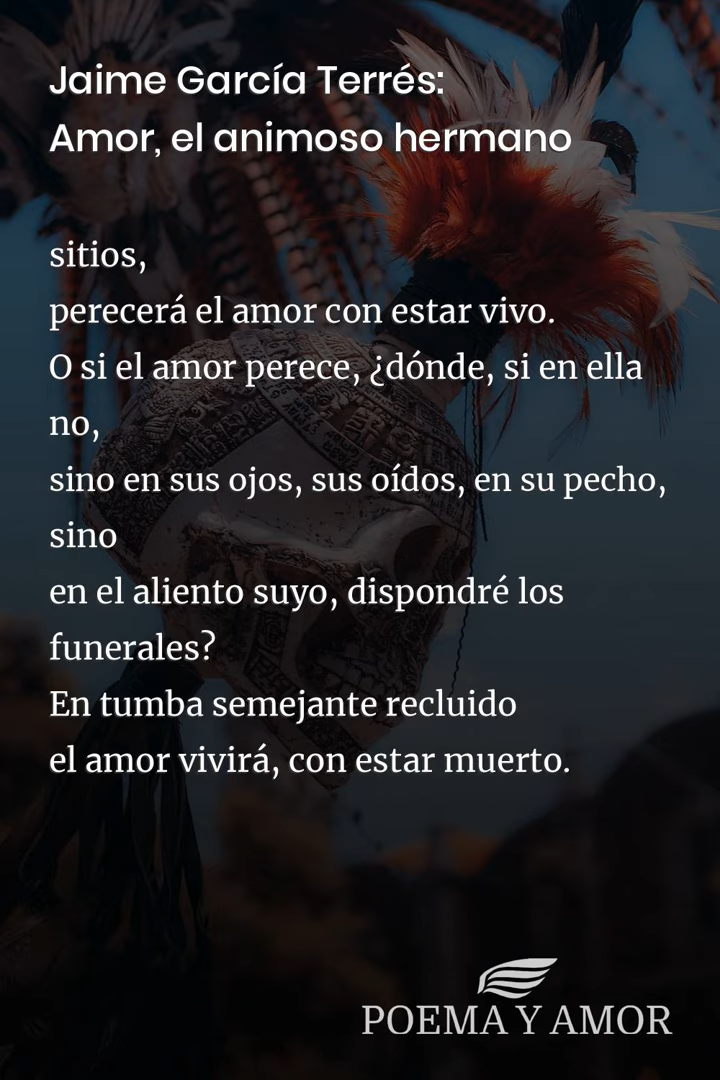 Jaime García Terrés:
Amor, el animoso hermano
sitios,
perecerá el amor con estar vivo.
O si el amor perece, ¿dónde, si en ella
no,
sino en sus ojos, sus oídos, en su pecho,
sino
en el aliento suyo, dispondré los
funerales?
En tumba semejante recluido
el amor vivirá, con estar muerto.
POEMA Y AMOR